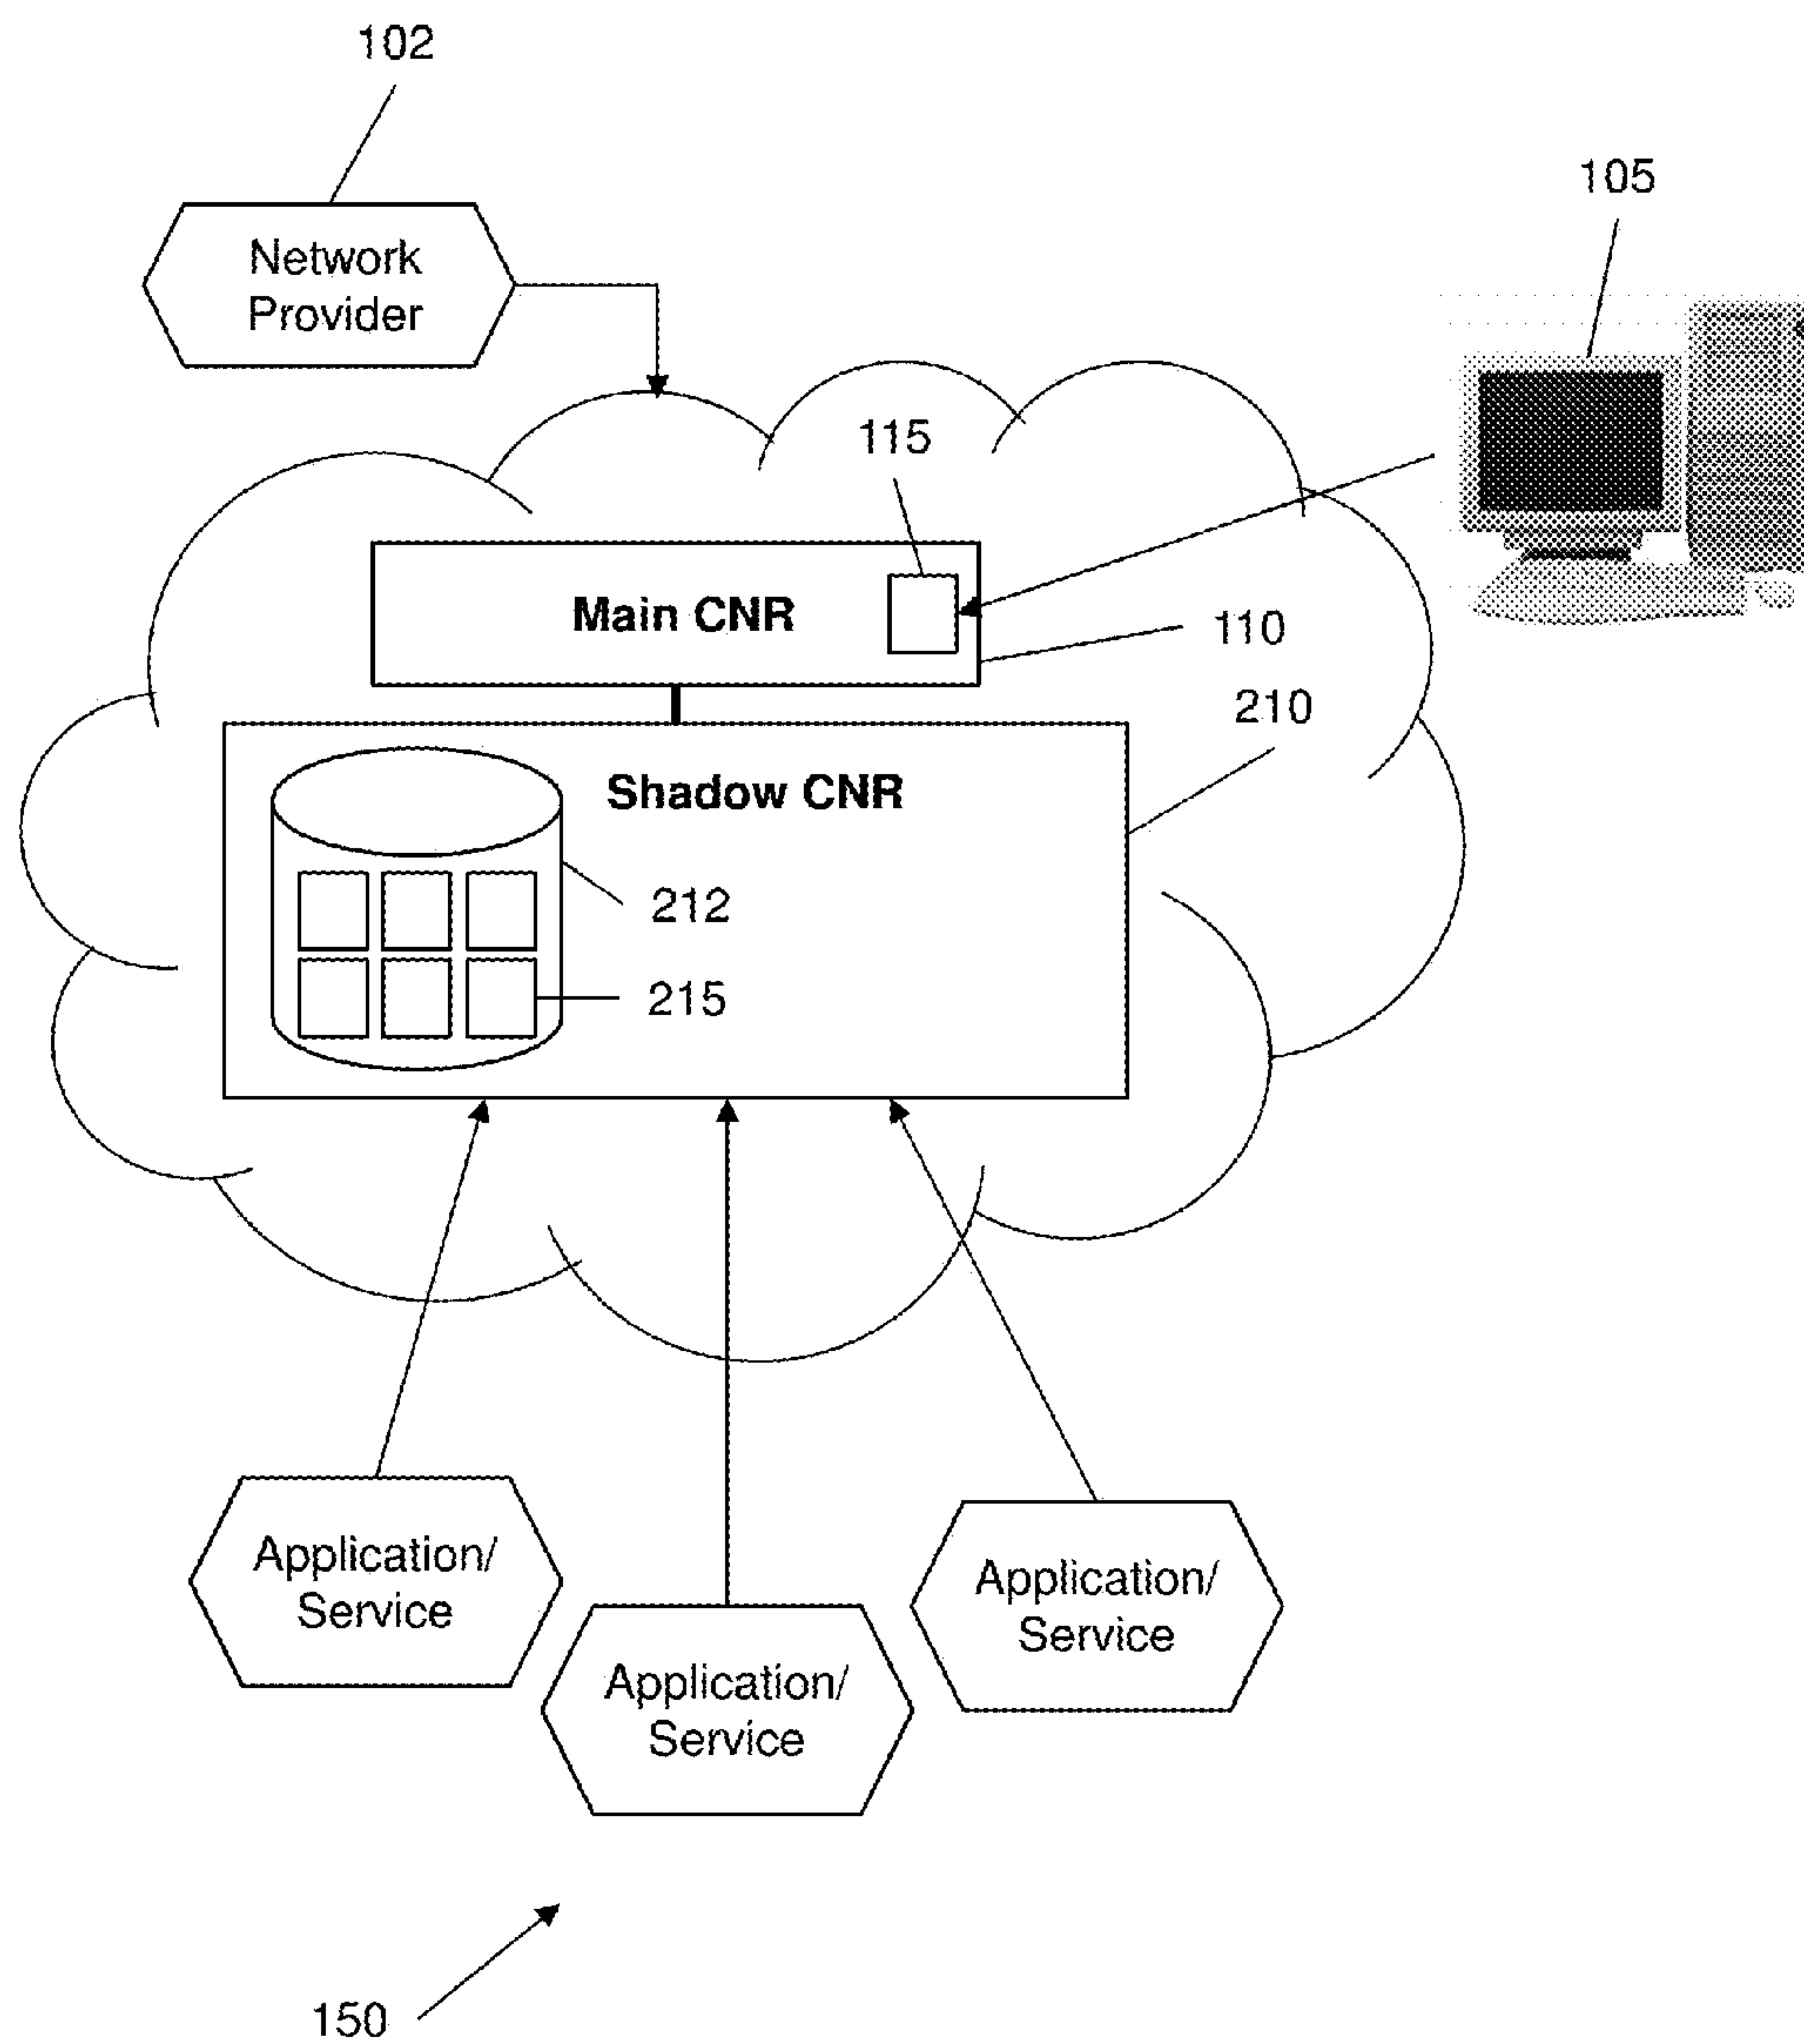 102
105
Network
Provider
115
Main CNR
110
210
Shadow CNR
212
215
Application/
Service
Application/
Service
Application/
Service
150